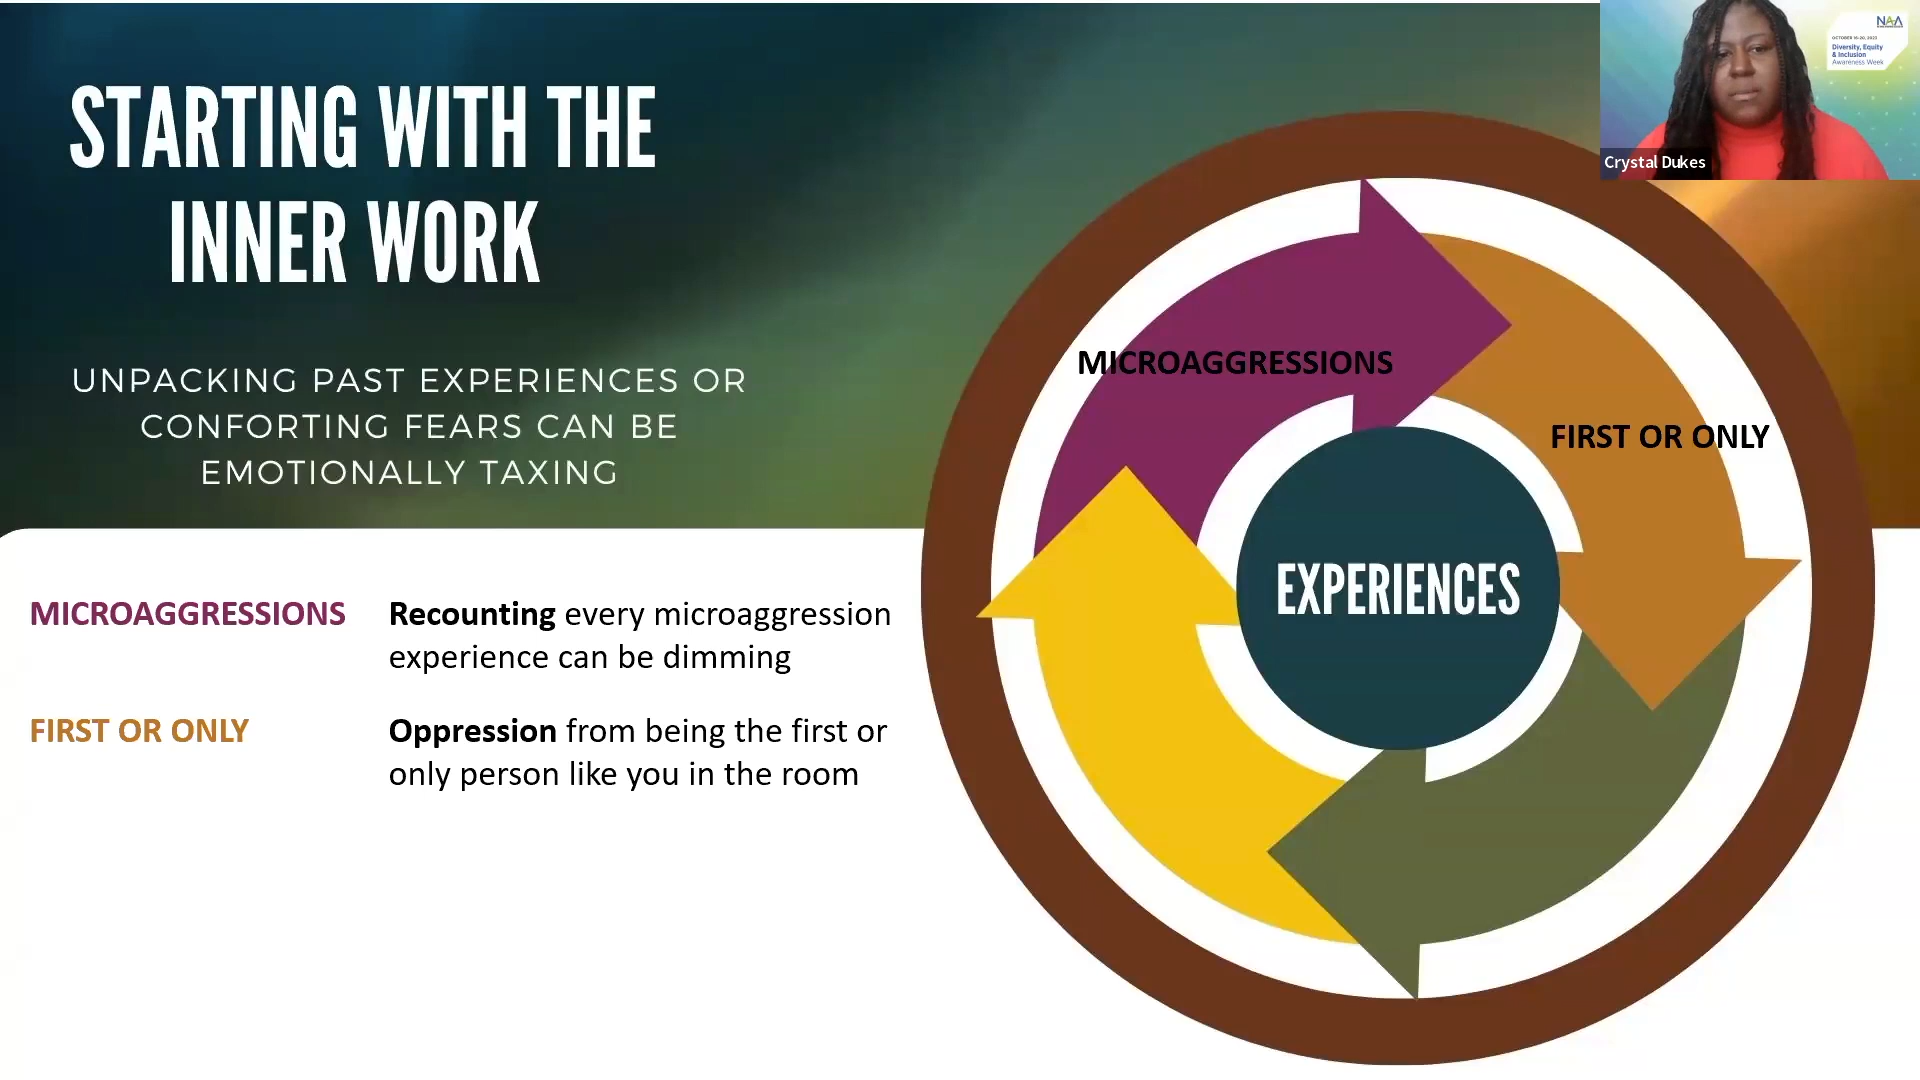 STARTING WITH THE
INNER WORK
UNPACKING PAST EXPERIENCES OR
CONFORTING FEARS CAN BE
EMOTIONALLY TAXING
MICROAGGRESSIONS
Recounting every microaggression
experience can be dimming
FIRST OR ONLY
Oppression from being the first or
only person like you in the room
MICROAGGRESSIONS
FIRST OR ONLY
EXPERIENCES
NAA
Diversity, Equity
& Inclusion
Awareness Week
Crystal Dukes